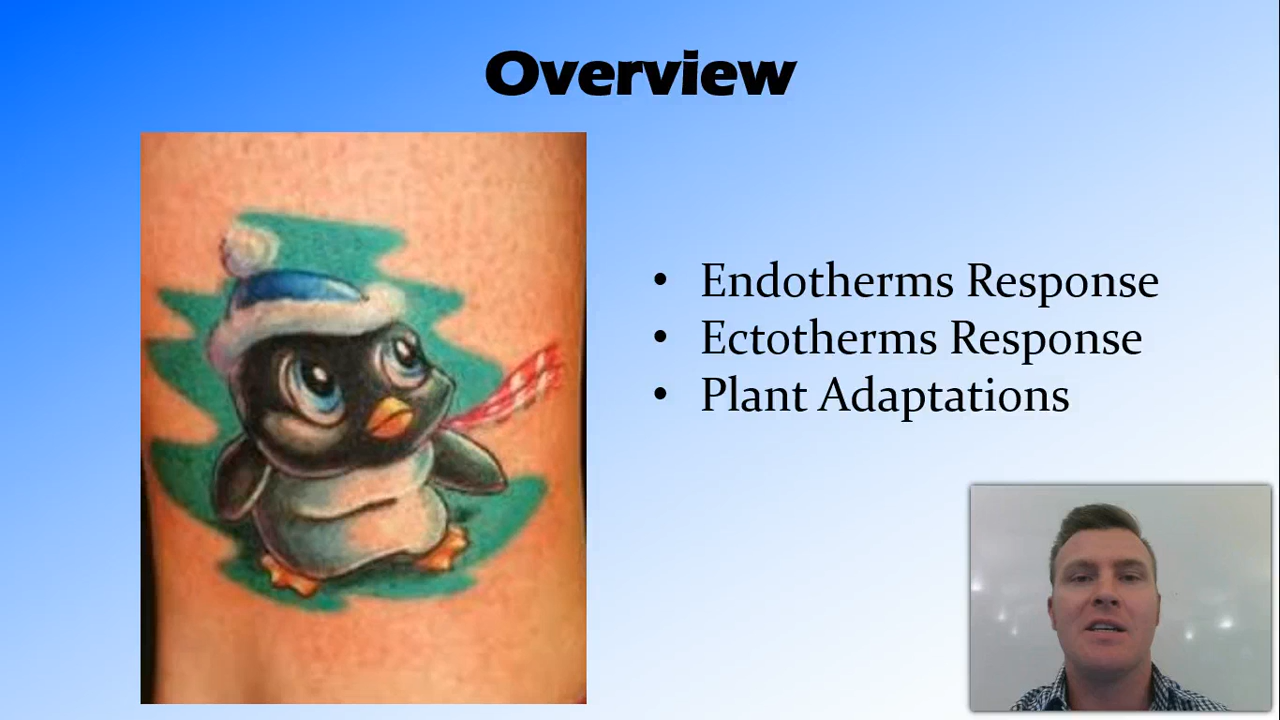 Overview
• Endotherms Response
• Ectotherms Response
• Plant Adaptations